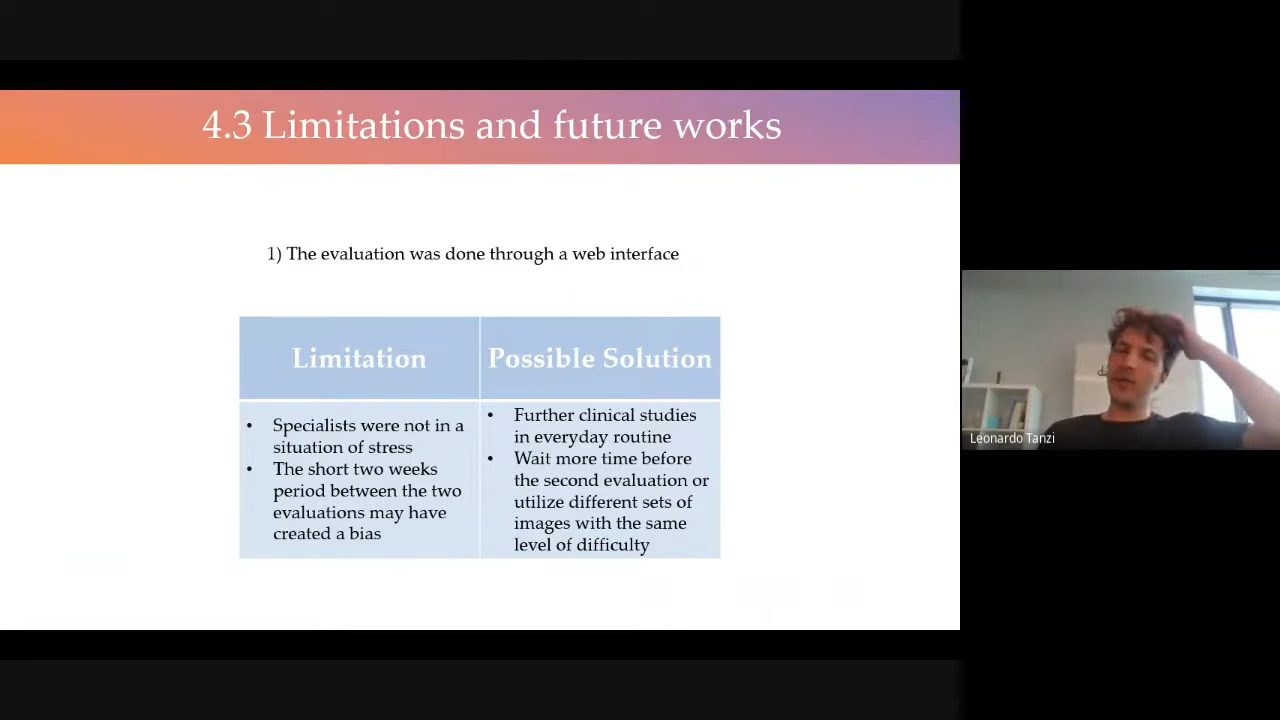 4.3 Limitations and future works
1) The evaluation was done through a web interface
Limitation
Possible Solution
• Specialists were not in a
situation of stress
• The short two weeks
period between the two
evaluations may have
created a bias
• Further clinical studies
in everyday routine
• Wait more time before
the second evaluation or
utilize different sets of
images with the same
level of difficulty
Leonardo Tanzi